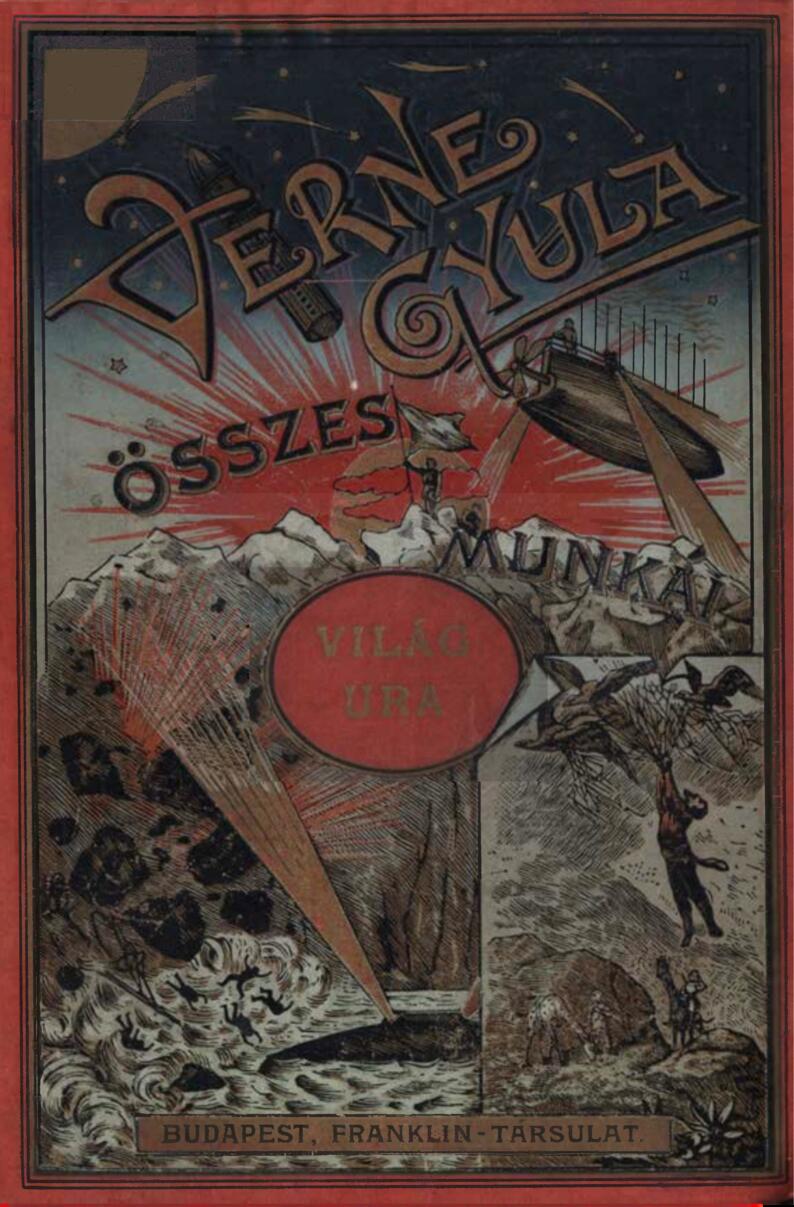 VERNE
GYULA
ÖSSZES
MUNKÁI
VILÁG
URA
BUDAPEST, FRANKLIN-TÁRSULAT.